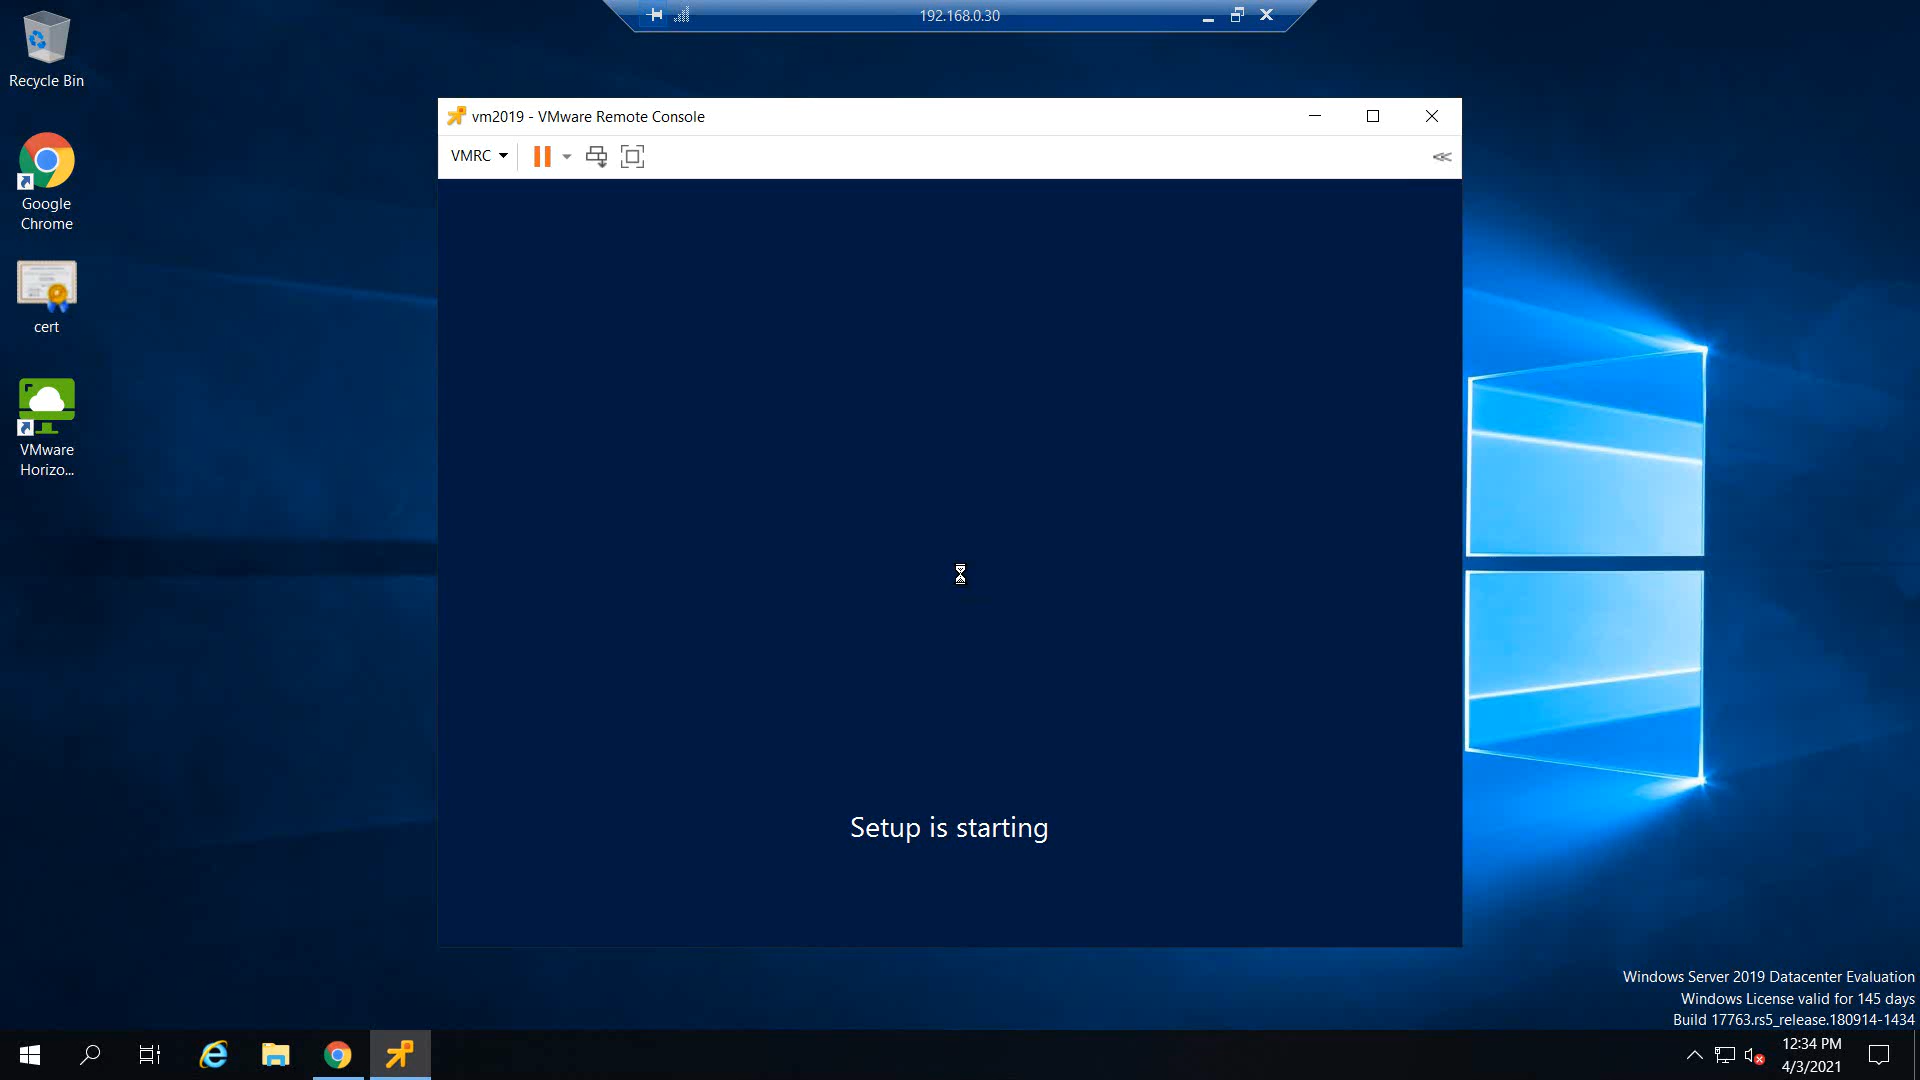 192.168.0.30
Recycle Bin
Google
Chrome
cert
VMware
Horizo...
vm2019 - VMware Remote Console
VMRC
Setup is starting
Windows Server 2019 Datacenter Evaluation
Windows License valid for 145 days
Build 17763.rs5_release.180914-1434
12:34 PM
4/3/2021